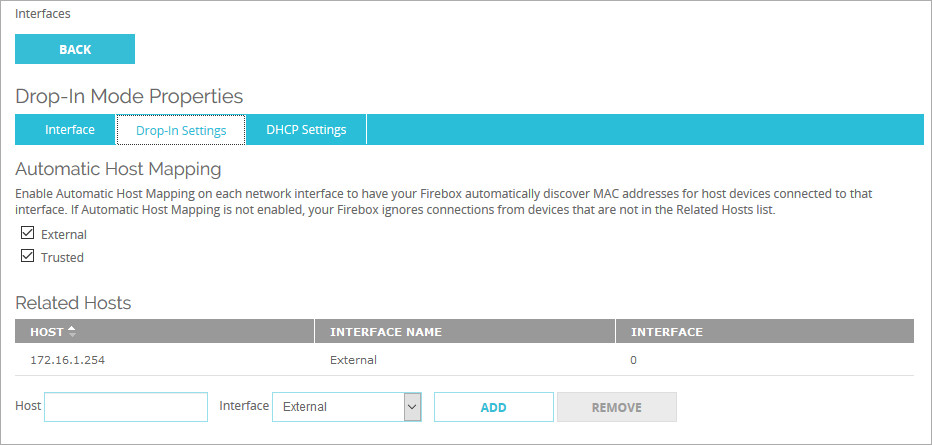 Interfaces
BACK
Drop-In Mode Properties
Interface Drop-In Settings DHCP Settings
Automatic Host Mapping
Enable Automatic Host Mapping on each network interface to have your Firebox automatically discover MAC addresses for host devices connected to that
interface. If Automatic Host Mapping is not enabled, your Firebox ignores connections from devices that are not in the Related Hosts list.
External
Trusted
Related Hosts
HOST INTERFACE NAME INTERFACE
172.16.1.254 External 0
Host Interface External ADD REMOVE